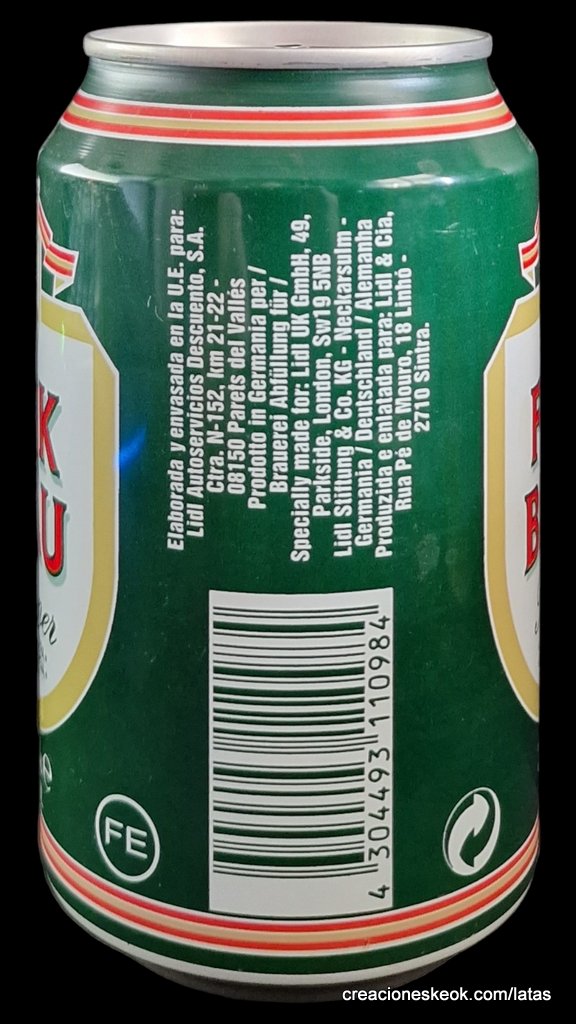 Elaborada y envasada en la U.E. para:
Lidl Autoservicios Descuento, S.A.
Ctra. N-152, km 21-22 -
08150 Parets del Vallès
Prodotto in Germania per /
Brauerei Abfüllung für /
Specially made for: Lidl UK GmbH, 49,
Parkside, London, Sw19 5NB
Lidl Stiftung & Co. KG - Neckarsulm -
Germania / Deutschland / Alemanha
Produzida e enlatada para: Lidl & Cia,
Rua Pé de Mouro, 18 Linhó -
2710 Sintra.
4 304493 110984
FE
creacioneskeok.com/latas